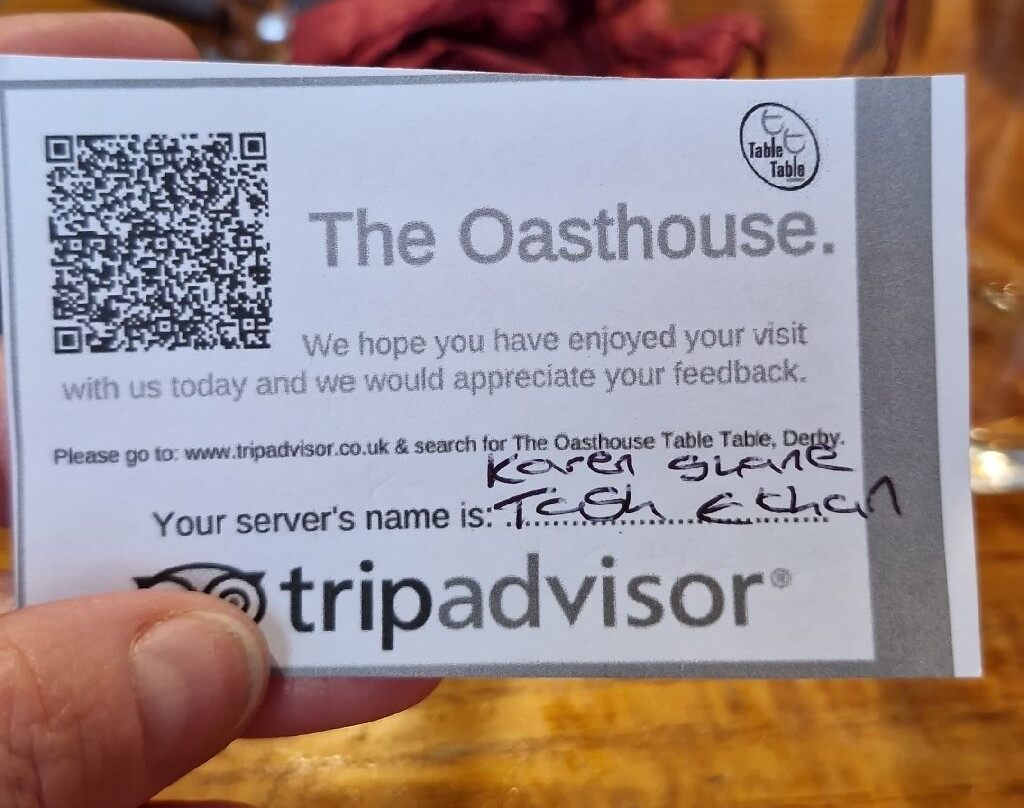 Table
Table
The Oasthouse.
We hope you have enjoyed your visit
with us today and we would appreciate your feedback.
Please go to: www.tripadvisor.co.uk & search for The Oasthouse Table Table, Derby.
Karen
Your server's name is: Tash Ethan
tripadvisor®